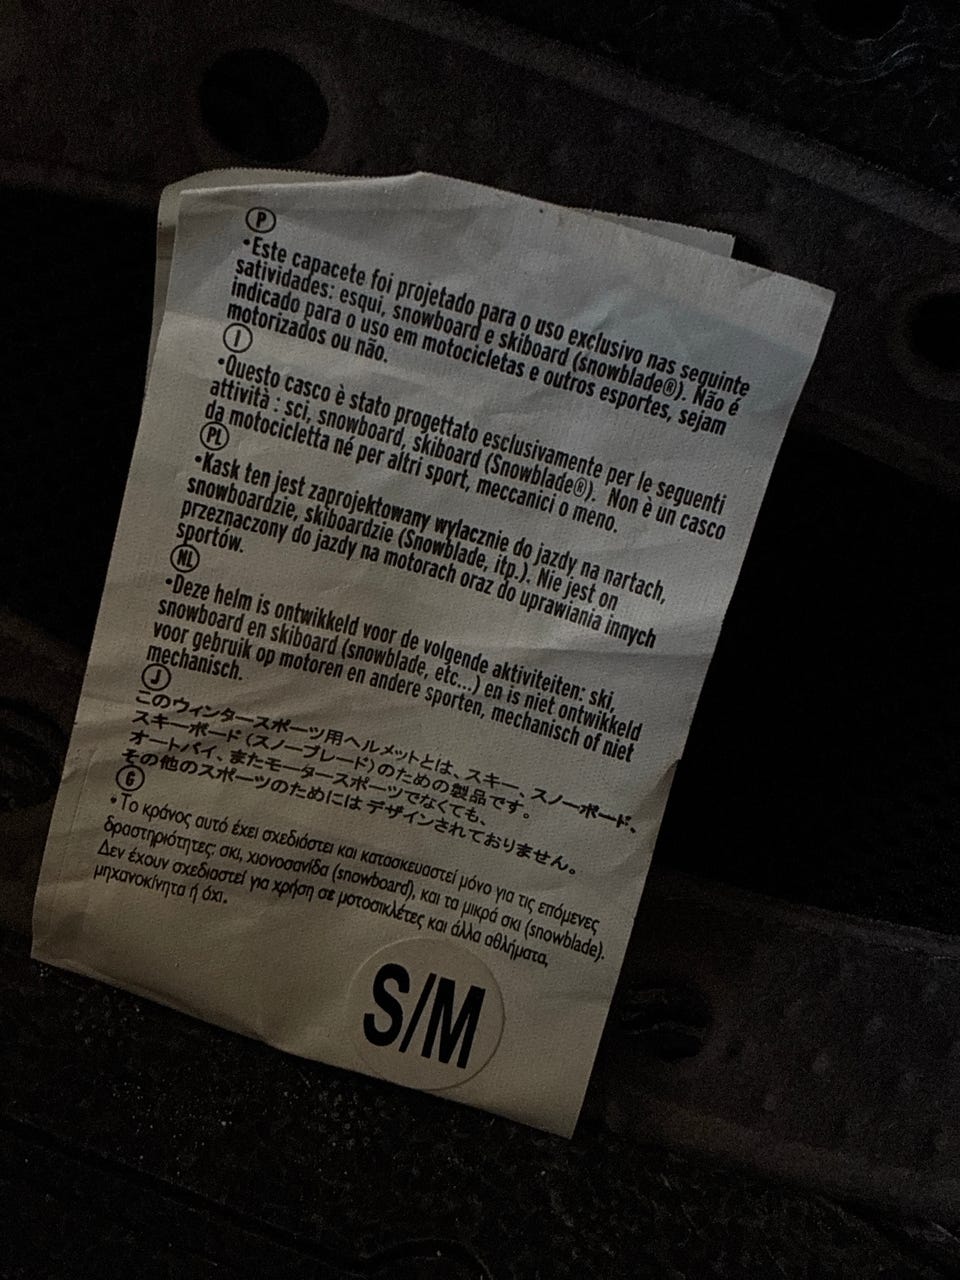 P
•Este capacete foi projetado para o uso exclusivo nas seguinte
satividades: esqui, snowboard e skiboard (snowblade®). Não é
indicado para o uso em motocicletas e outros esportes, sejam
motorizados ou não.
I
•Questo casco è stato progettato esclusivamente per le seguenti
attività : sci, snowboard, skiboard (Snowblade®). Non è un casco
da motocicletta né per altri sport, meccanici o meno.
PL
•Kask ten jest zaprojektowany wylacznie do jazdy na nartach,
snowboardzie, skiboardzie (Snowblade, itp.). Nie jest on
przeznaczony do jazdy na motorach oraz do uprawiania innych
sportów.
NL
•Deze helm is ontwikkeld voor de volgende aktiviteiten: ski,
snowboard en skiboard (snowblade, etc...) en is niet ontwikkeld
voor gebruik op motoren en andere sporten, mechanisch of niet
mechanisch.
J
このウィンタースポーツ用ヘルメットとは、スキー、スノーボード、
スキーボード(スノーブレード)のための製品です。
オートバイ、またモータースポーツでなくても、
その他のスポーツのためには デザインされておりません。
G
•Το κράνος αυτό έχει σχεδιάστει και κατασκευαστεί μόνο για τις επόμενες
δραστηριότητες: σκι, χιονοσανίδα (snowboard), και τα μικρά σκι (snowblade).
Δεν έχουν σχεδιαστεί για χρήση σε μοτοσικλέτες και άλλα αθλήματα,
μηχανοκίνητα ή όχι.
S/M